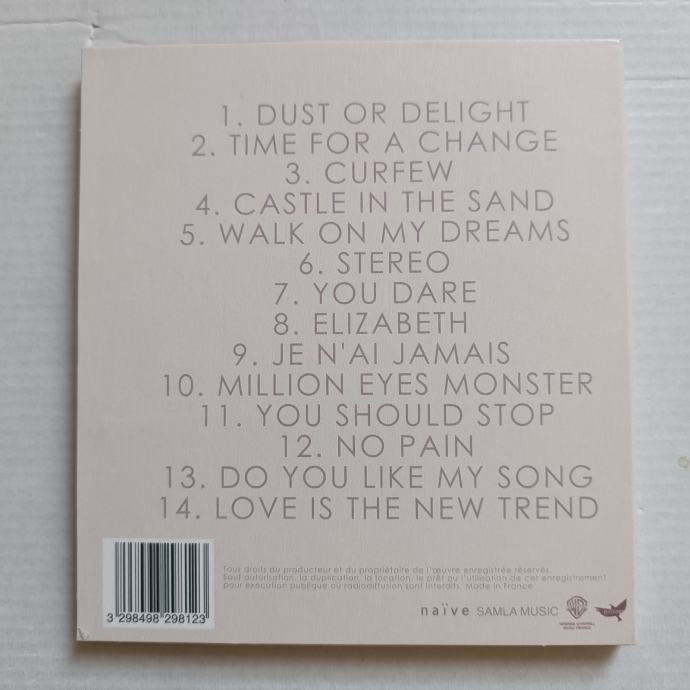 1. DUST OR DELIGHT
2. TIME FOR A CHANGE
3. CURFEW
4. CASTLE IN THE SAND
5. WALK ON MY DREAMS
6. STEREO
7. YOU DARE
8. ELIZABETH
9. JE N'AI JAMAIS
10. MILLION EYES MONSTER
11. YOU SHOULD STOP
12. NO PAIN
13. DO YOU LIKE MY SONG
14. LOVE IS THE NEW TREND
Tous droits du producteur et du propriétaire de l'œuvre enregistrée réservés.
Sauf autorisation, la duplication, la location, le prêt ou l'utilisation de cet enregistrement
pour exécution publique ou radiodiffusion sont interdits. Made in France
3 298498 298123
naïve SAMLA MUSIC
WARNER CHAPPELL
MUSIC FRANCE